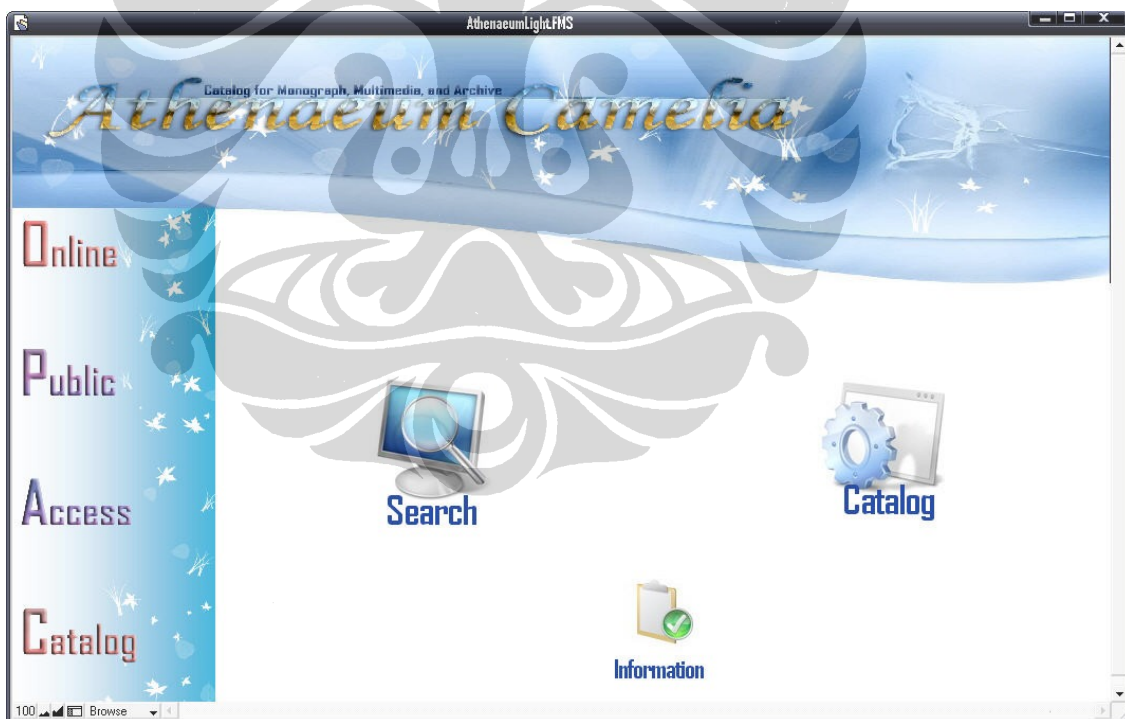 AthenaeumLight.FMS
Catalog for Monograph, Multimedia, and Archive
Athenaeum Camelia
Online
Public
Access
Catalog
Search
Catalog
Information
100
Browse